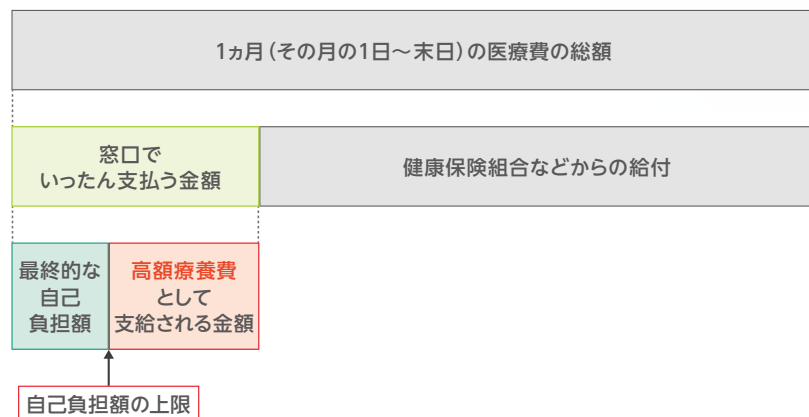 1ヵ月（その月の1日～末日）の医療費の総額
窓口で
いったん支払う金額
健康保険組合などからの給付
最終的な
自己
負担額
高額療養費
として
支給される金額
自己負担額の上限